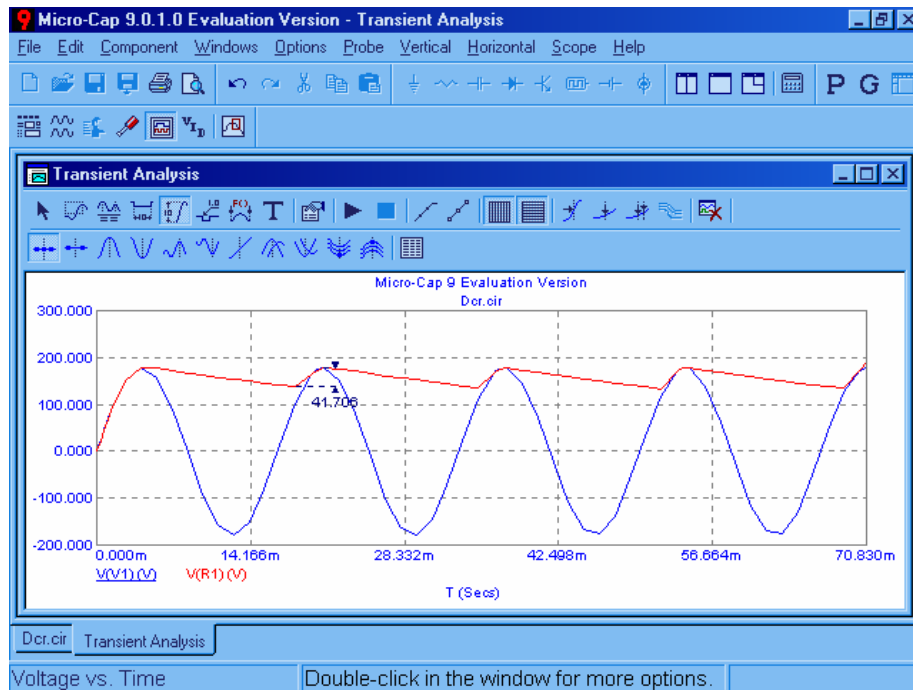 Micro-Cap 9.0.1.0 Evaluation Version - Transient Analysis
File Edit Component Windows Options Probe Vertical Horizontal Scope Help
P G
Transient Analysis
T
Micro-Cap 9 Evaluation Version
Dcr.cir
300.000
200.000
100.000
41.706
0.000
-100.000
-200.000
0.000m 14.166m 28.332m 42.498m 56.664m 70.830m
V(V1)(V) V(R1)(V)
T (Secs)
Dcr.cir Transient Analysis
Voltage vs. Time Double-click in the window for more options.